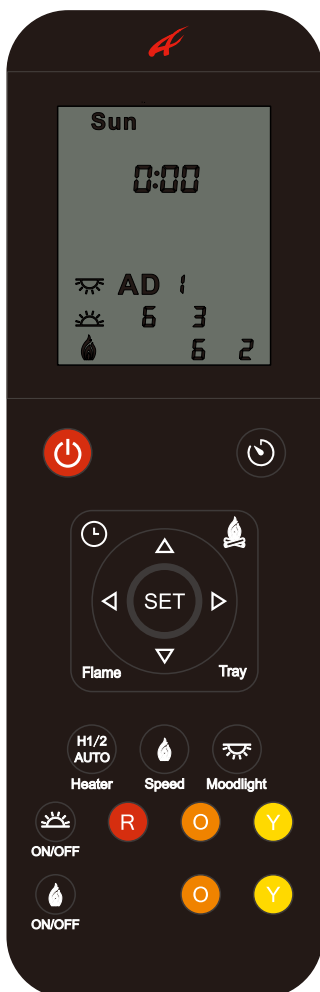 Sun
0:00
AD 1
6 3
6 2
SET
Flame Tray
H1/2
AUTO
Heater Speed Moodlight
R O Y
ON/OFF
O Y
ON/OFF